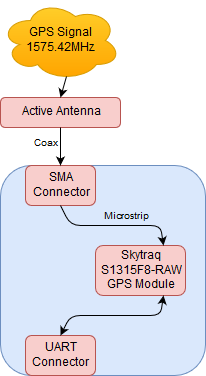 GPS Signal
1575.42MHz
Active Antenna
Coax
SMA
Connector
Microstrip
Skytraq
S1315F8-RAW
GPS Module
UART
Connector